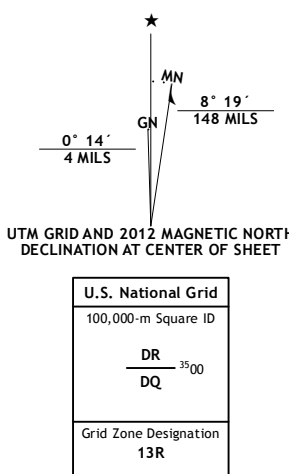 ★
MN
8° 19´
148 MILS
GN
0° 14´
4 MILS
UTM GRID AND 2012 MAGNETIC NORTH
DECLINATION AT CENTER OF SHEET
U.S. National Grid
100,000-m Square ID
DR
3500
DQ
Grid Zone Designation
13R